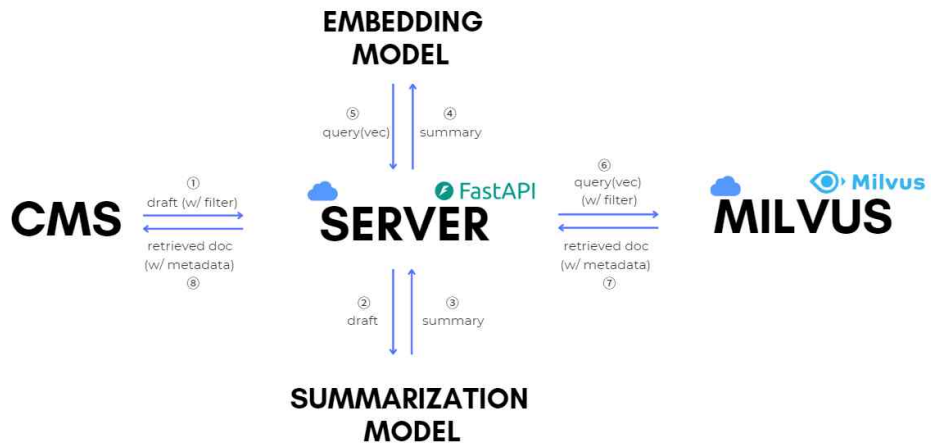 EMBEDDING
MODEL
⑤
query(vec)
④
summary
①
draft (w/ filter)
CMS
retrieved doc
(w/ metadata)
⑧
FastAPI
SERVER
⑥
query(vec)
(w/ filter)
retrieved doc
(w/ metadata)
⑦
Milvus
MILVUS
②
draft
③
summary
SUMMARIZATION
MODEL